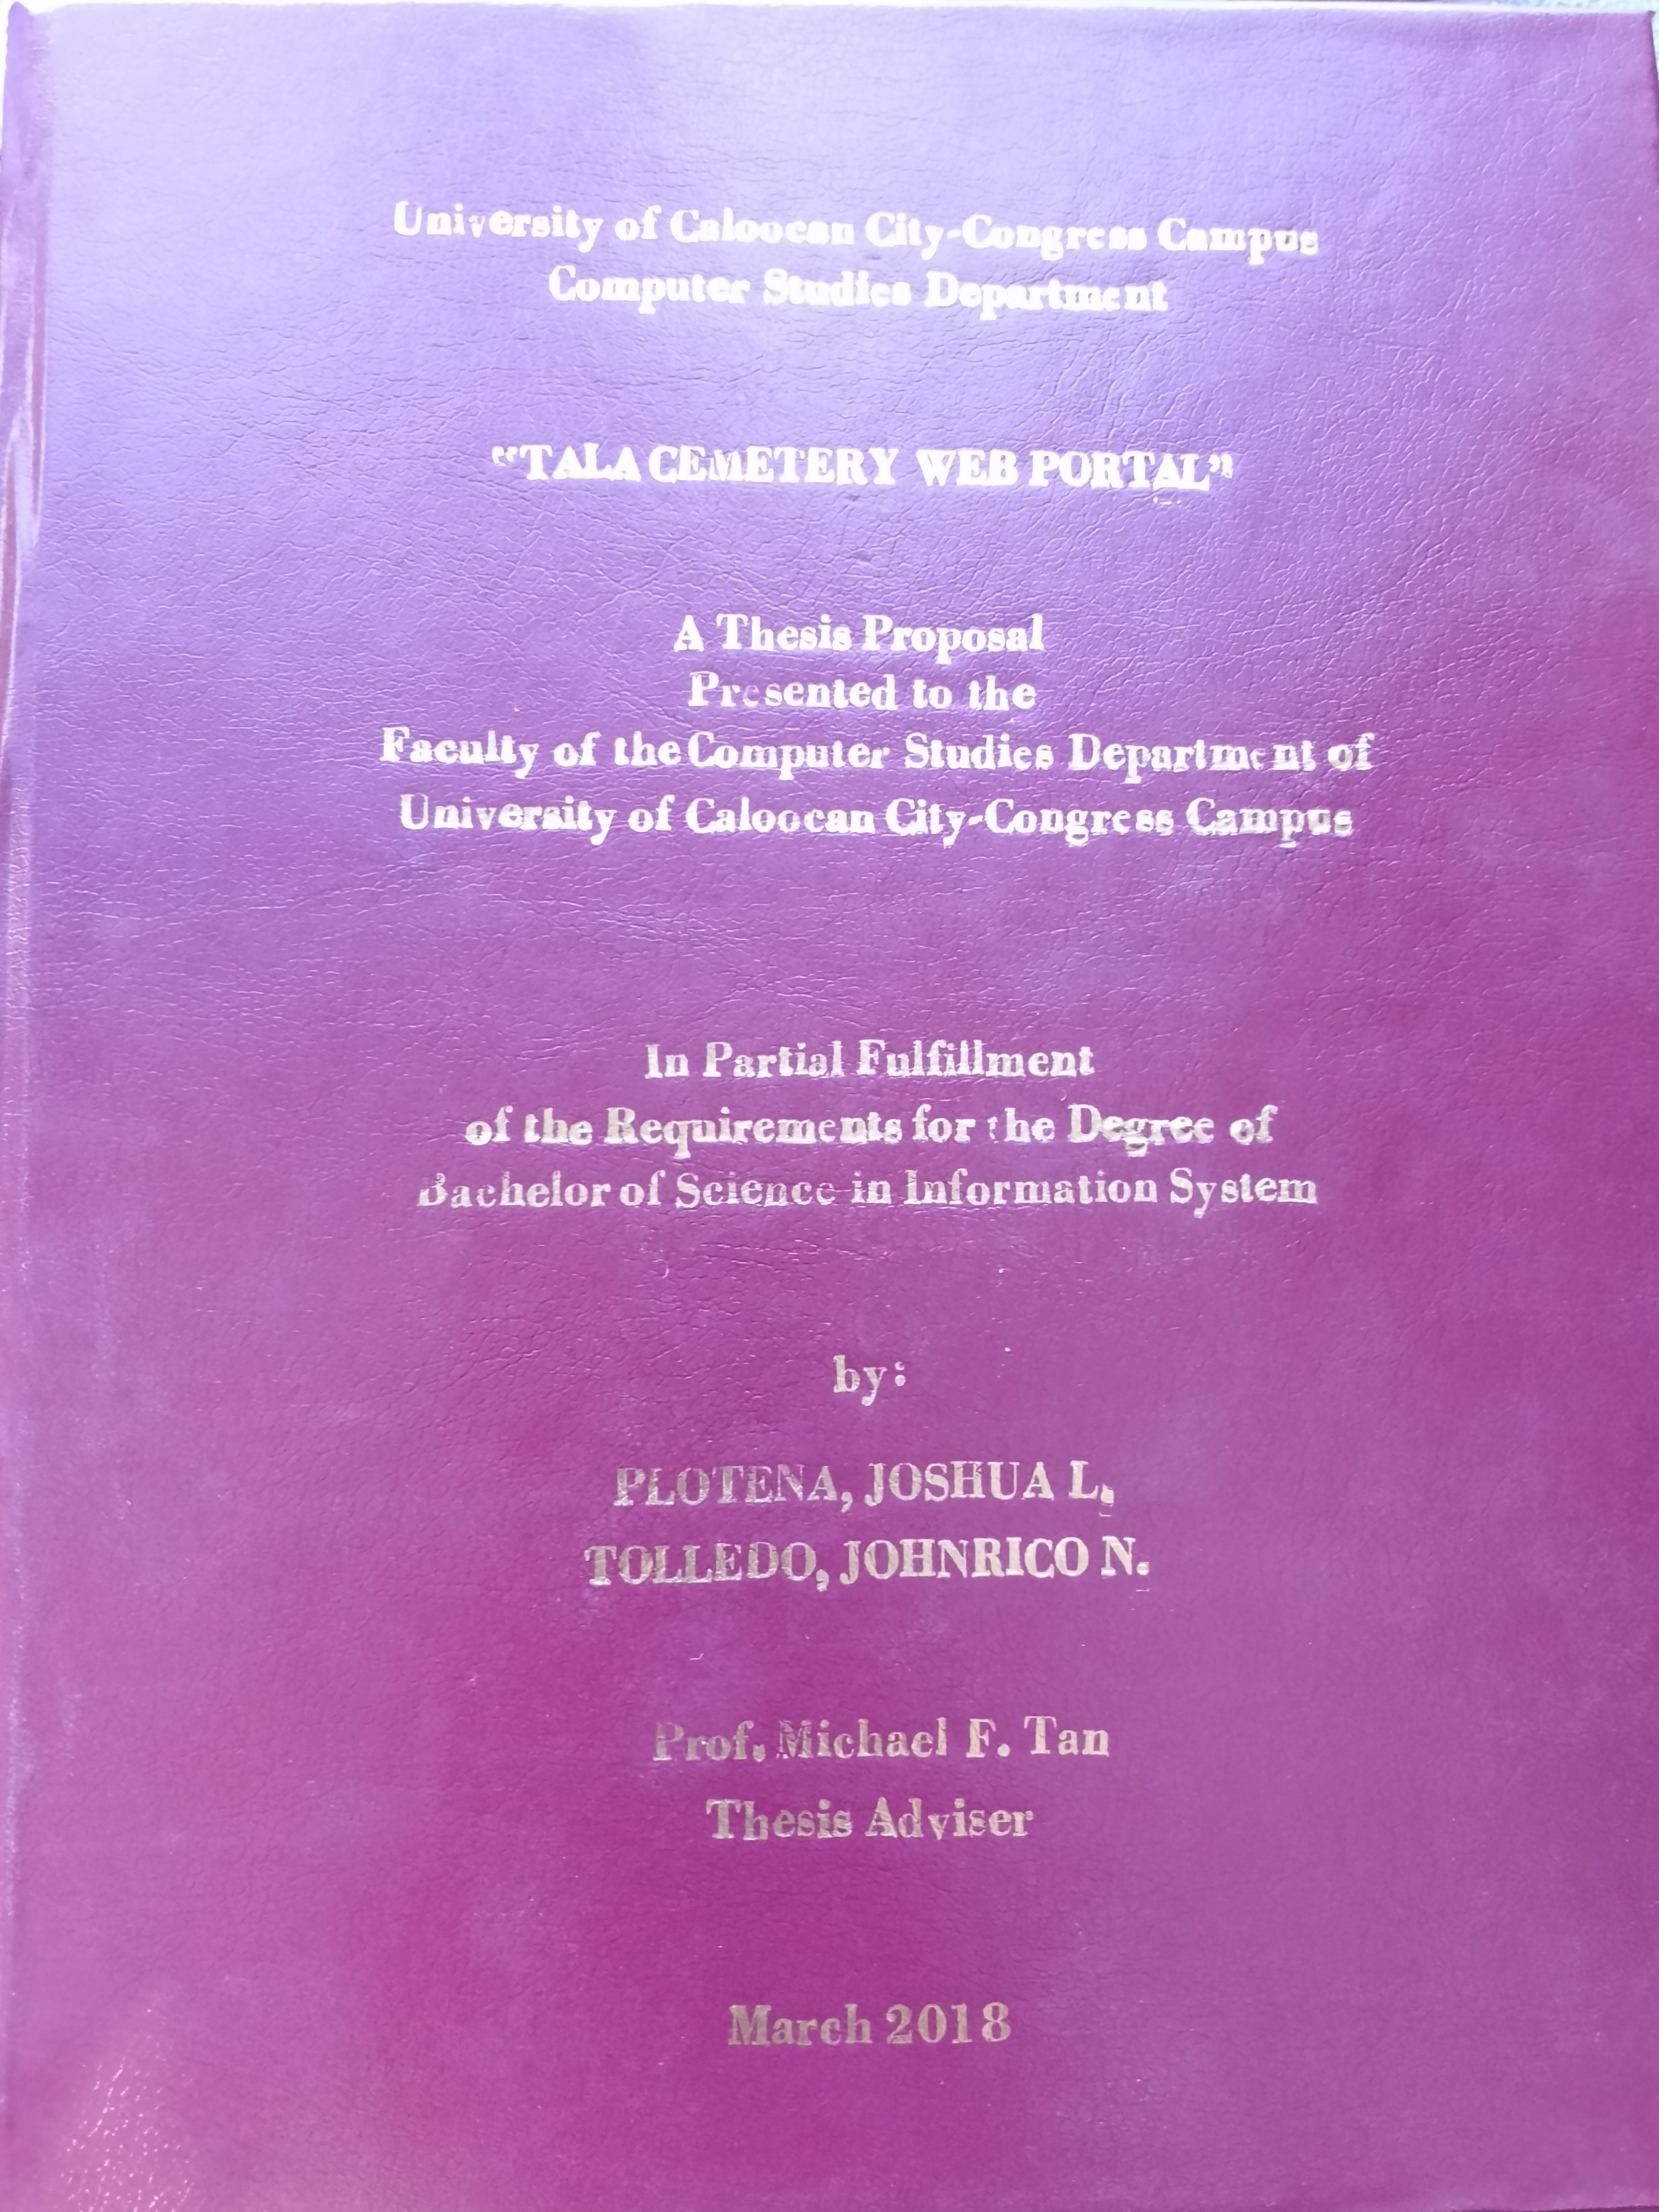 University of Caloocan City-Congress Campus
Computer Studies Department
“TALA CEMETERY WEB PORTAL”
A Thesis Proposal
Presented to the
Faculty of the Computer Studies Department of
University of Caloocan City-Congress Campus
In Partial Fulfillment
of the Requirements for the Degree of
Bachelor of Science in Information System
by:
PLOTENA, JOSHUA L.
TOLLEDO, JOHNRICO N.
Prof. Michael F. Tan
Thesis Adviser
March 2018